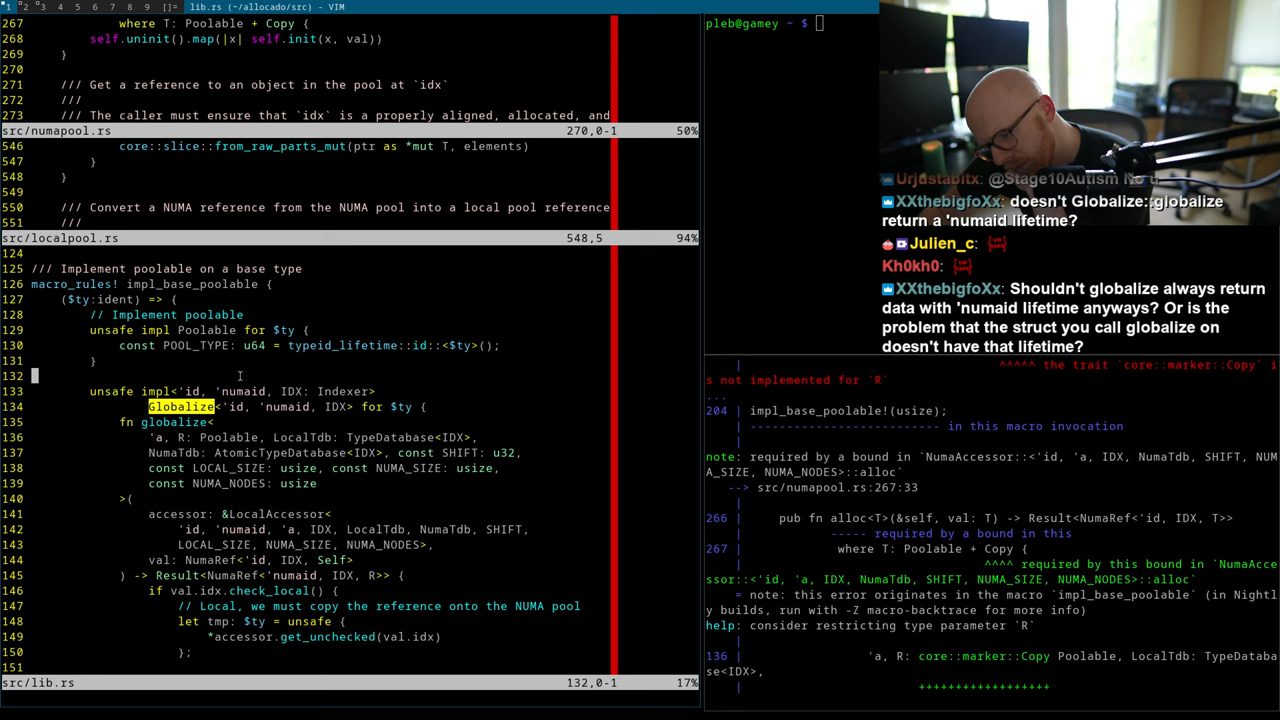 1 2 3 4 5 6 7 8 9 []= lib.rs (~/allocado/src) - VIM
267 where T: Poolable + Copy {
268 self.uninit().map(|x| self.init(x, val))
269 }
270
271 /// Get a reference to an object in the pool at `idx`
272 ///
273 /// The caller must ensure that `idx` is a properly aligned, allocated, and
src/numapool.rs 270,0-1 50%
546 core::slice::from_raw_parts_mut(ptr as *mut T, elements)
547 }
548 }
549
550 /// Convert a NUMA reference from the NUMA pool into a local pool reference
551 ///
src/localpool.rs 548,5 94%
124
125 /// Implement poolable on a base type
126 macro_rules! impl_base_poolable {
127 ($ty:ident) => {
128 // Implement poolable
129 unsafe impl Poolable for $ty {
130 const POOL_TYPE: u64 = typeid_lifetime::id::<$ty>();
131 }
132
133 unsafe impl<'id, 'numaid, IDX: Indexer>
134 Globalize<'id, 'numaid, IDX> for $ty {
135 fn globalize<
136 'a, R: Poolable, LocalTdb: TypeDatabase<IDX>,
137 NumaTdb: AtomicTypeDatabase<IDX>, const SHIFT: u32,
138 const LOCAL_SIZE: usize, const NUMA_SIZE: usize,
139 const NUMA_NODES: usize
140 >(
141 accessor: &LocalAccessor<
142 'id, 'numaid, 'a, IDX, LocalTdb, NumaTdb, SHIFT,
143 LOCAL_SIZE, NUMA_SIZE, NUMA_NODES>,
144 val: NumaRef<'id, IDX, Self>
145 ) -> Result<NumaRef<'numaid, IDX, R>> {
146 if val.idx.check_local() {
147 // Local, we must copy the reference onto the NUMA pool
148 let tmp: $ty = unsafe {
149 *accessor.get_unchecked(val.idx)
150 };
151
src/lib.rs 132,0-1 17%
pleb@gamey ~ $
Urjustabitx: @Stage10Autism No u
XXthebigfoXx: doesn't Globalize::globalize
return a 'numaid lifetime?
Julien_c:
Kh0kh0:
XXthebigfoXx: Shouldn't globalize always return
data with 'numaid lifetime anyways? Or is the
problem that the struct you call globalize on
doesn't have that lifetime?
| ^^^^^ the trait `core::marker::Copy` i
s not implemented for `R`
...
204 | impl_base_poolable!(usize);
| -------------------------- in this macro invocation
|
note: required by a bound in `NumaAccessor::<'id, 'a, IDX, NumaTdb, SHIFT, NUM
A_SIZE, NUMA_NODES>::alloc`
--> src/numapool.rs:267:33
|
266 | pub fn alloc<T>(&self, val: T) -> Result<NumaRef<'id, IDX, T>>
| ----- required by a bound in this
267 | where T: Poolable + Copy {
| ^^^^ required by this bound in `NumaAcce
ssor::<'id, 'a, IDX, NumaTdb, SHIFT, NUMA_SIZE, NUMA_NODES>::alloc`
= note: this error originates in the macro `impl_base_poolable` (in Nightl
y builds, run with -Z macro-backtrace for more info)
help: consider restricting type parameter `R`
|
136 | 'a, R: core::marker::Copy Poolable, LocalTdb: TypeDataba
se<IDX>,
| ++++++++++++++++++